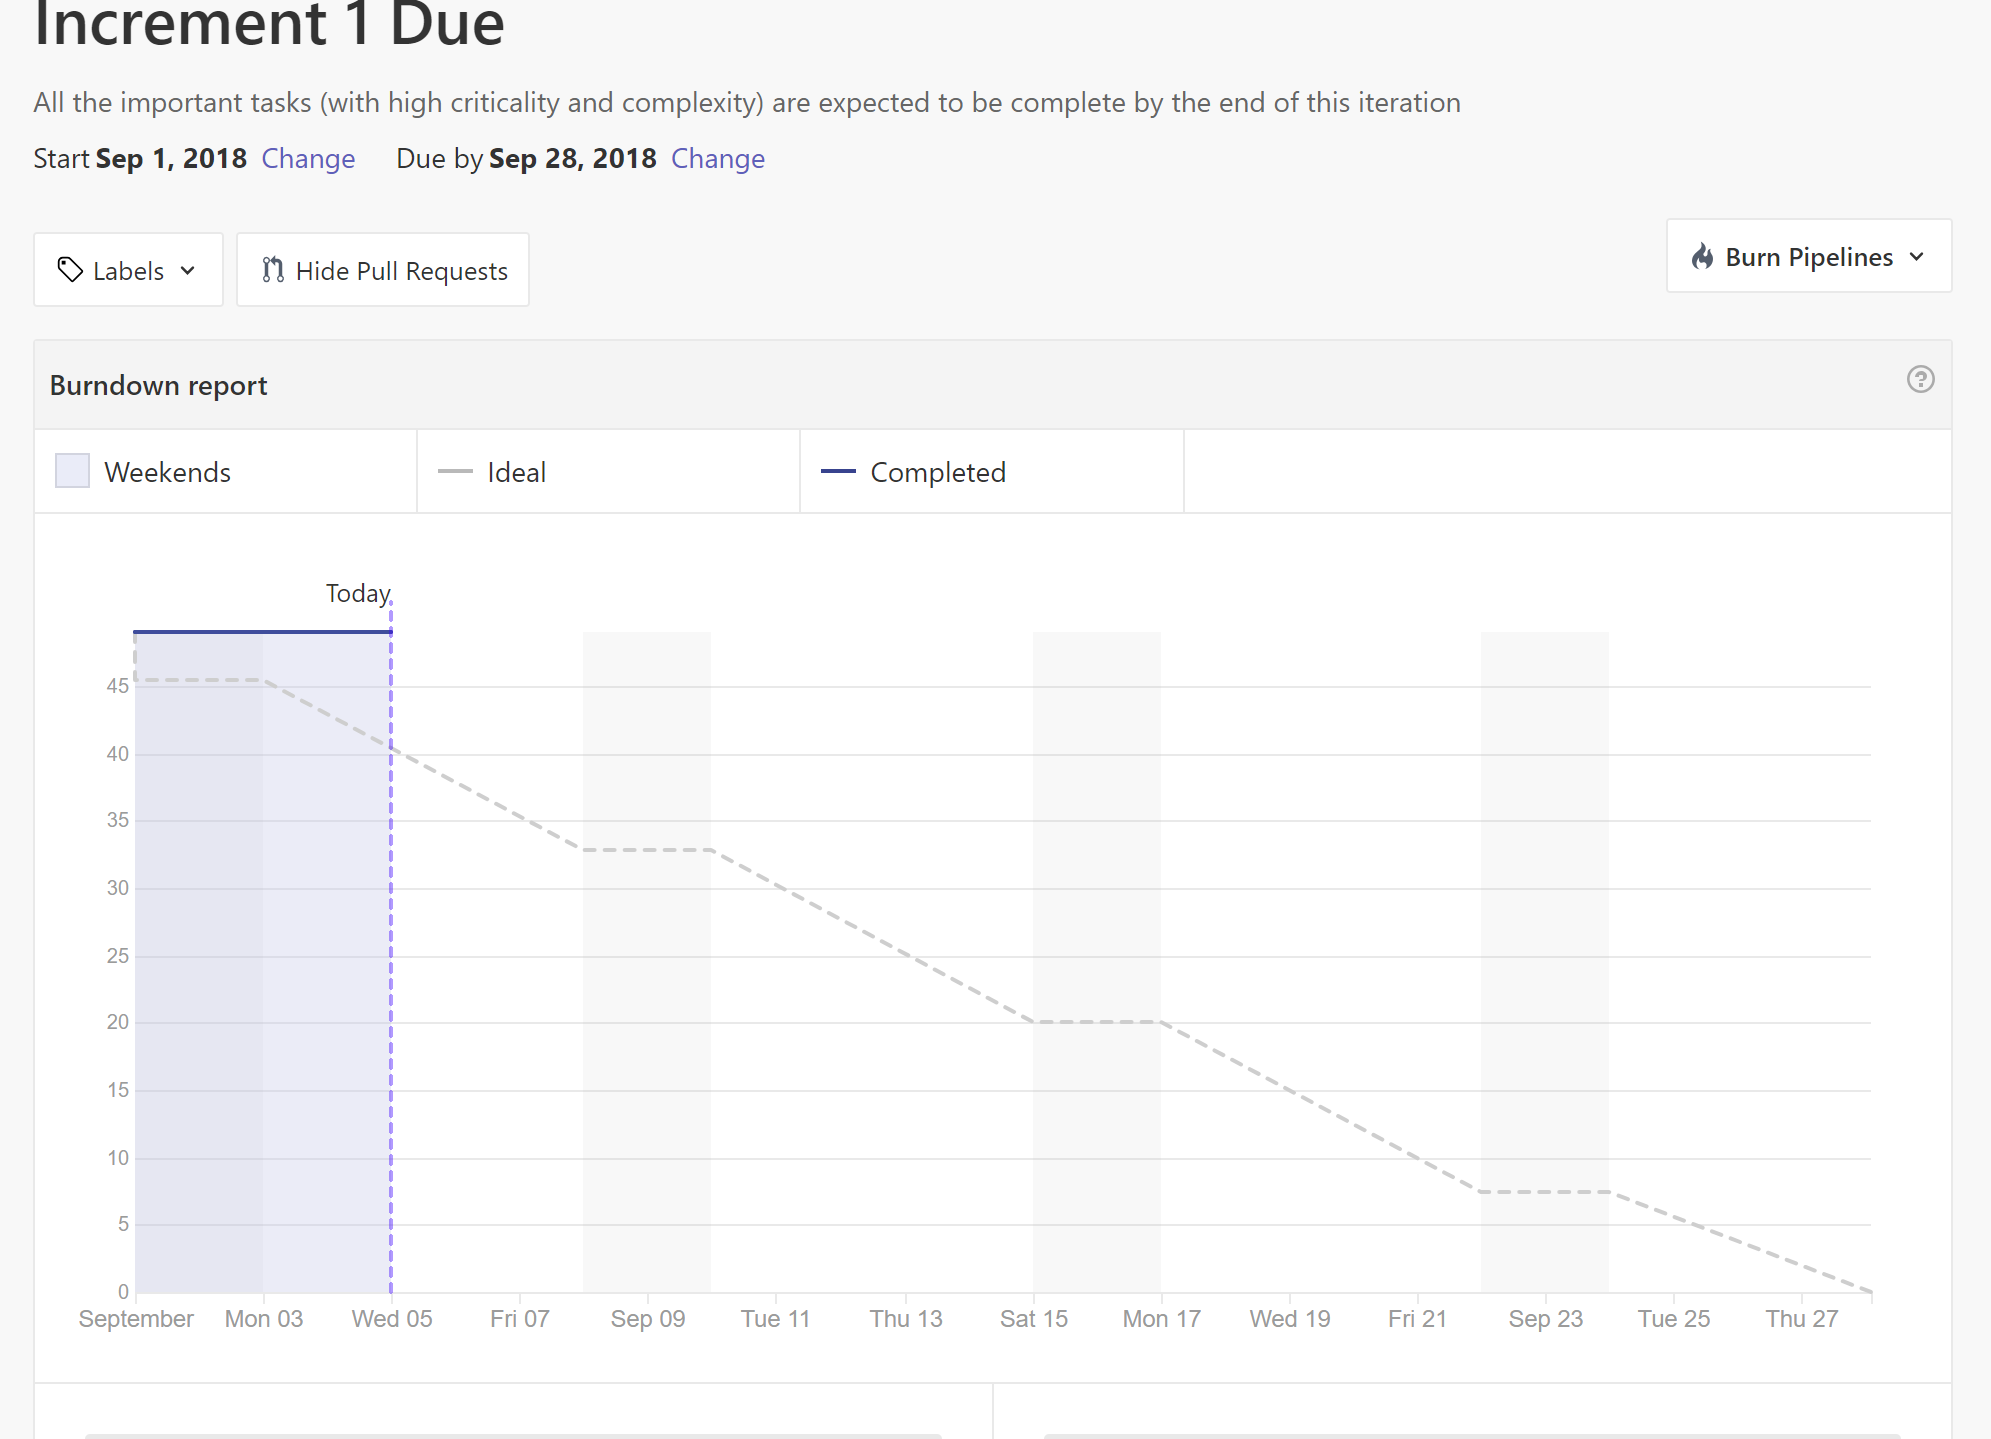 Increment 1 Due
All the important tasks (with high criticality and complexity) are expected to be complete by the end of this iteration
Start Sep 1, 2018 Change Due by Sep 28, 2018 Change
Labels Hide Pull Requests Burn Pipelines
Burndown report
Weekends Ideal Completed
Today
45
40
35
30
25
20
15
10
5
0
September Mon 03 Wed 05 Fri 07 Sep 09 Tue 11 Thu 13 Sat 15 Mon 17 Wed 19 Fri 21 Sep 23 Tue 25 Thu 27